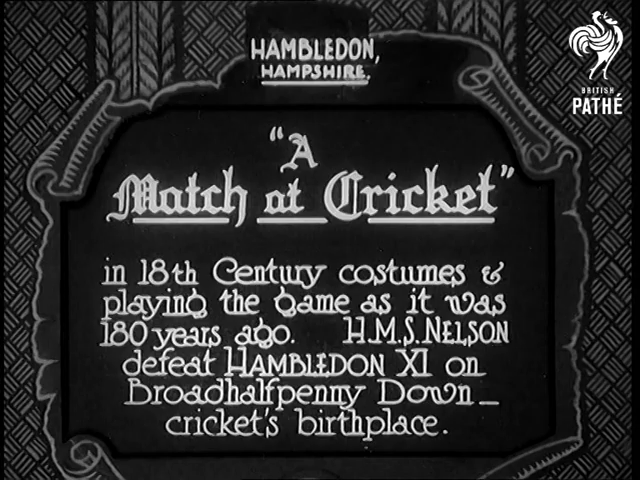 HAMBLEDON,
HAMPSHIRE.
BRITISH
PATHÉ
"A
Match at Cricket"
in 18th Century costumes &
playing the game as it was
180 years ago. H.M.S. NELSON
defeat HAMBLEDON XI on
Broadhalfpenny Down _
cricket's birthplace.